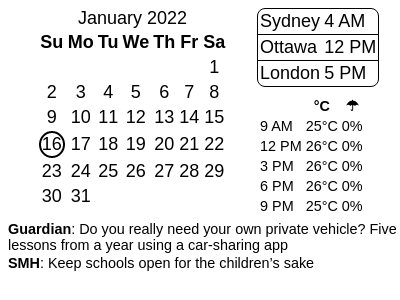 January 2022
Su Mo Tu We Th Fr Sa
1
2 3 4 5 6 7 8
9 10 11 12 13 14 15
16 17 18 19 20 21 22
23 24 25 26 27 28 29
30 31
Sydney 4 AM
Ottawa 12 PM
London 5 PM
°C ☂
9 AM 25°C 0%
12 PM 26°C 0%
3 PM 26°C 0%
6 PM 26°C 0%
9 PM 25°C 0%
Guardian: Do you really need your own private vehicle? Five
lessons from a year using a car-sharing app
SMH: Keep schools open for the children’s sake